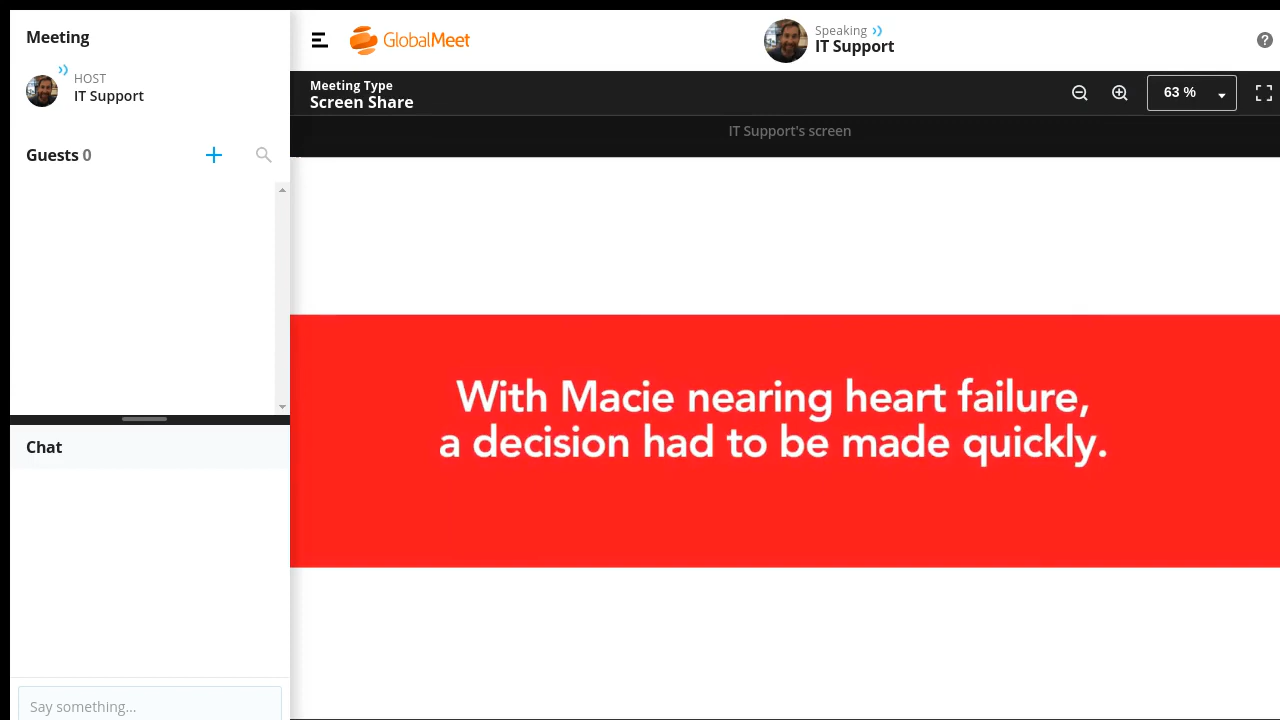 Meeting
HOST
IT Support
Guests 0
Chat
Say something...
GlobalMeet
Speaking
IT Support
Meeting Type
Screen Share
63 %
IT Support's screen
With Macie nearing heart failure,
a decision had to be made quickly.